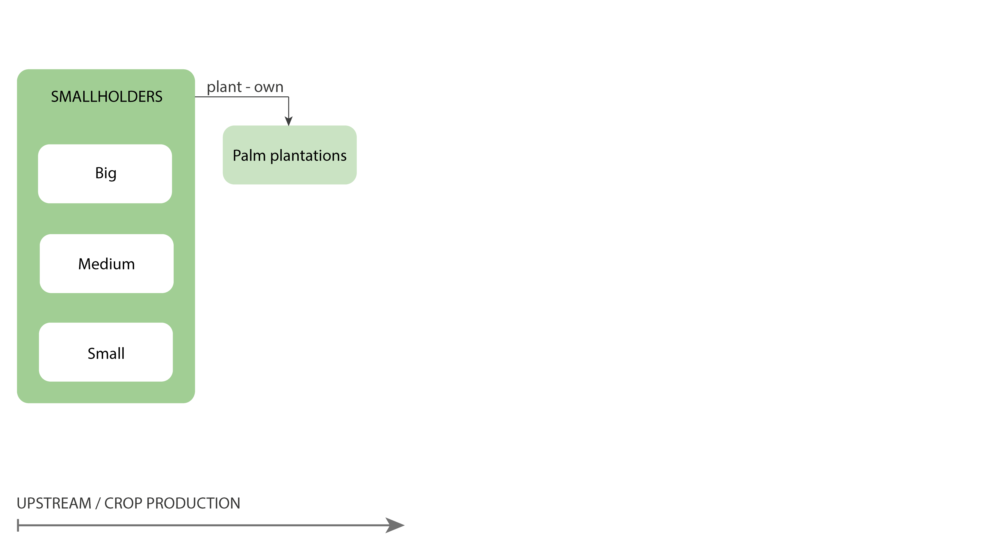 SMALLHOLDERS
plant - own
Palm plantations
Big
Medium
Small
UPSTREAM / CROP PRODUCTION